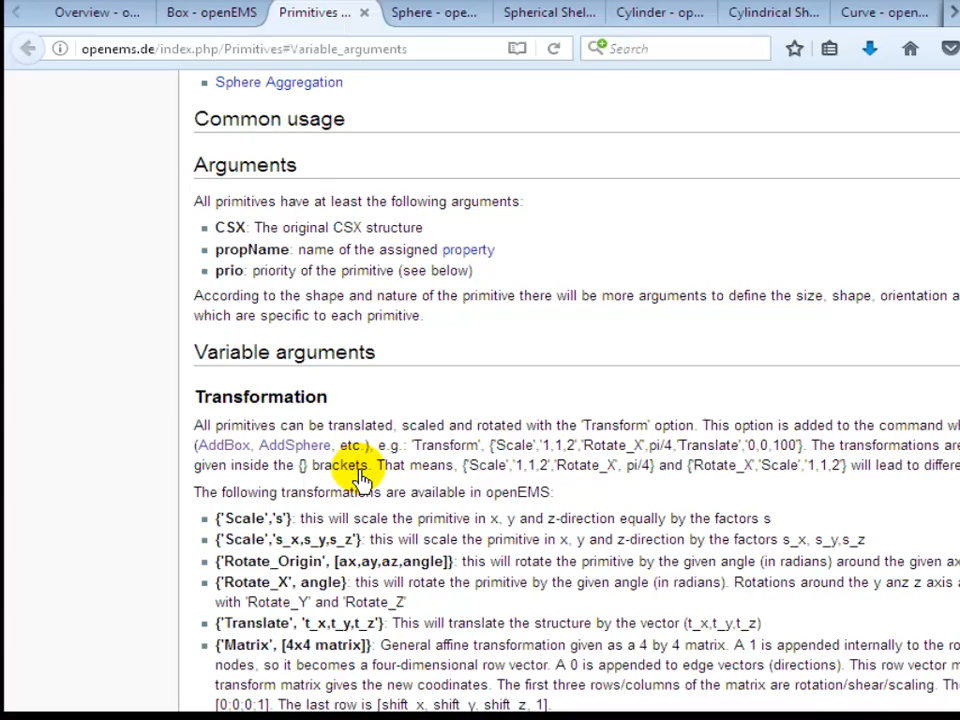 Overview - o...
Box - openEMS
Primitives ...
Sphere - ope...
Spherical Shel...
Cylinder - op...
Cylindrical Sh...
Curve - open...
openems.de/index.php/Primitives#Variable_arguments
Search
Sphere Aggregation
Common usage
Arguments
All primitives have at least the following arguments:
CSX: The original CSX structure
propName: name of the assigned property
prio: priority of the primitive (see below)
According to the shape and nature of the primitive there will be more arguments to define the size, shape, orientation a
which are specific to each primitive.
Variable arguments
Transformation
All primitives can be translated, scaled and rotated with the 'Transform' option. This option is added to the command wh
(AddBox, AddSphere, etc.), e.g.: 'Transform', {'Scale','1,1,2','Rotate_X',pi/4,'Translate','0,0,100'}. The transformations are
given inside the {} brackets. That means, {'Scale','1,1,2','Rotate_X', pi/4} and {'Rotate_X','Scale','1,1,2'} will lead to differe
The following transformations are available in openEMS:
{'Scale','s'}: this will scale the primitive in x, y and z-direction equally by the factors s
{'Scale','s_x,s_y,s_z'}: this will scale the primitive in x, y and z-direction by the factors s_x, s_y,s_z
{'Rotate_Origin', [ax,ay,az,angle]}: this will rotate the primitive by the given angle (in radians) around the given ax
{'Rotate_X', angle}: this will rotate the primitive by the given angle (in radians). Rotations around the y anz z axis a
with 'Rotate_Y' and 'Rotate_Z'
{'Translate', 't_x,t_y,t_z'}: This will translate the structure by the vector (t_x,t_y,t_z)
{'Matrix', [4x4 matrix]}: General affine transformation given as a 4 by 4 matrix. A 1 is appended internally to the ro
nodes, so it becomes a four-dimensional row vector. A 0 is appended to edge vectors (directions). This row vector m
transform matrix gives the new coodinates. The first three rows/columns of the matrix are rotation/shear/scaling. The
[0;0;0;1]. The last row is [shift_x, shift_y, shift_z, 1].